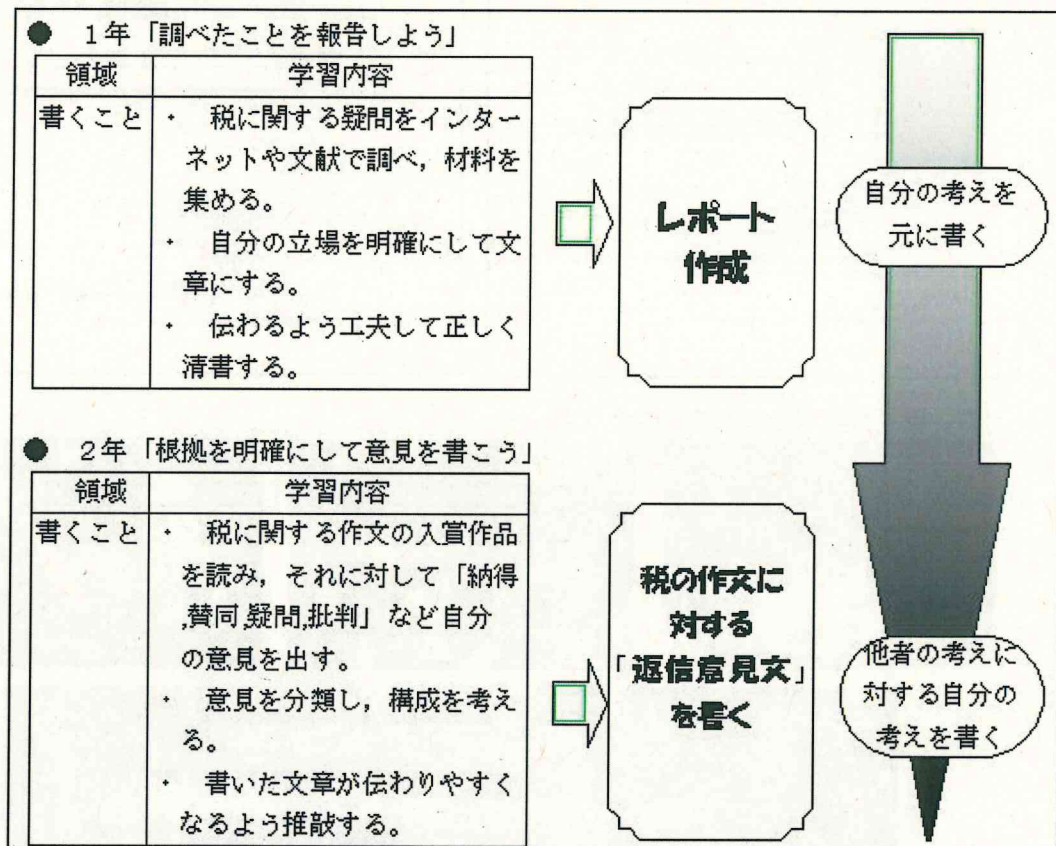 ● 1年「調べたことを報告しよう」
領域
学習内容
書くこと
・ 税に関する疑問をインター
ネットや文献で調べ，材料を
集める。
・ 自分の立場を明確にして文
章にする。
・ 伝わるよう工夫して正しく
清書する。
レポート
作成
自分の考えを
元に書く
● 2年「根拠を明確にして意見を書こう」
領域
学習内容
書くこと
・ 税に関する作文の入賞作品
を読み，それに対して「納得
,賛同,疑問,批判」など自分
の意見を出す。
・ 意見を分類し，構成を考え
る。
・ 書いた文章が伝わりやすく
なるよう推敲する。
税の作文に
対する
「返信意見文」
を書く
他者の考えに
対する自分の
考えを書く